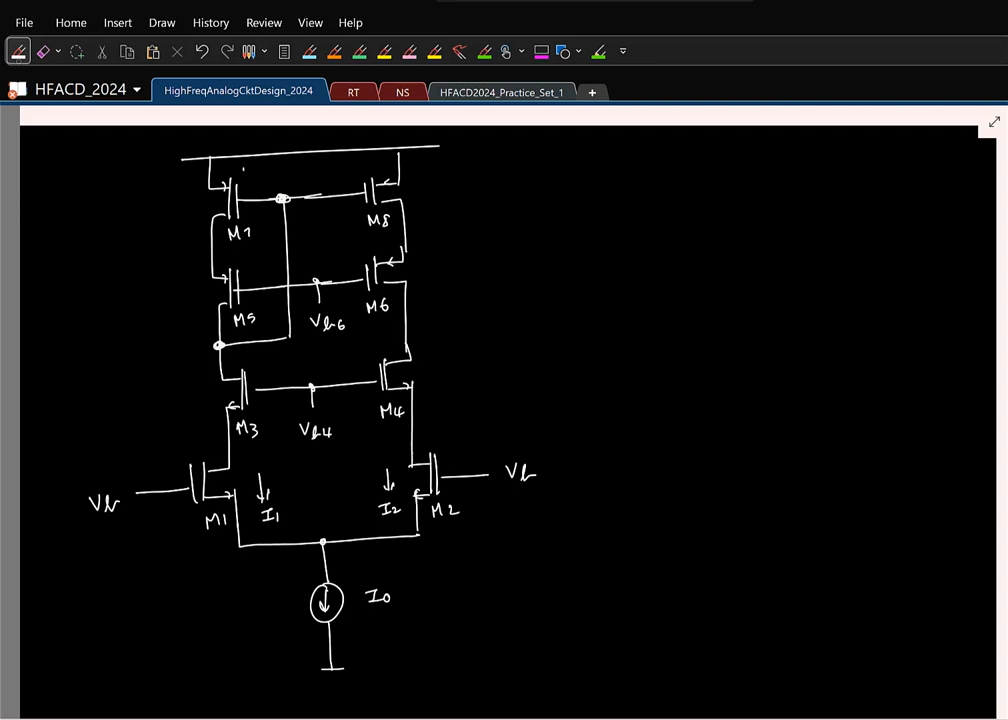 File Home Insert Draw History Review View Help
HFACD_2024 HighFreqAnalogCktDesign_2024 RT NS HFACD2024_Practice_Set_1 +
M7 M8
M5 Vb6 M6
M3 Vb4 M4
Vb M1 I1 I2 M2 Vb
I0